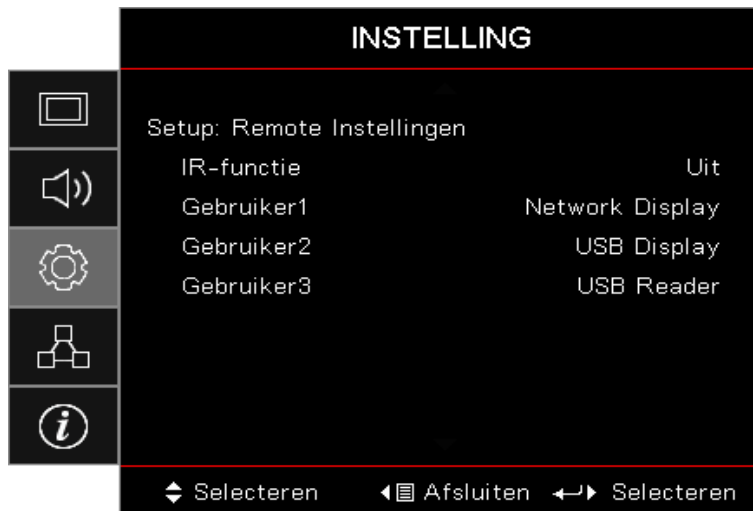 INSTELLING
Setup: Remote Instellingen
IR-functie Uit
Gebruiker1 Network Display
Gebruiker2 USB Display
Gebruiker3 USB Reader
i
Selecteren Afsluiten Selecteren